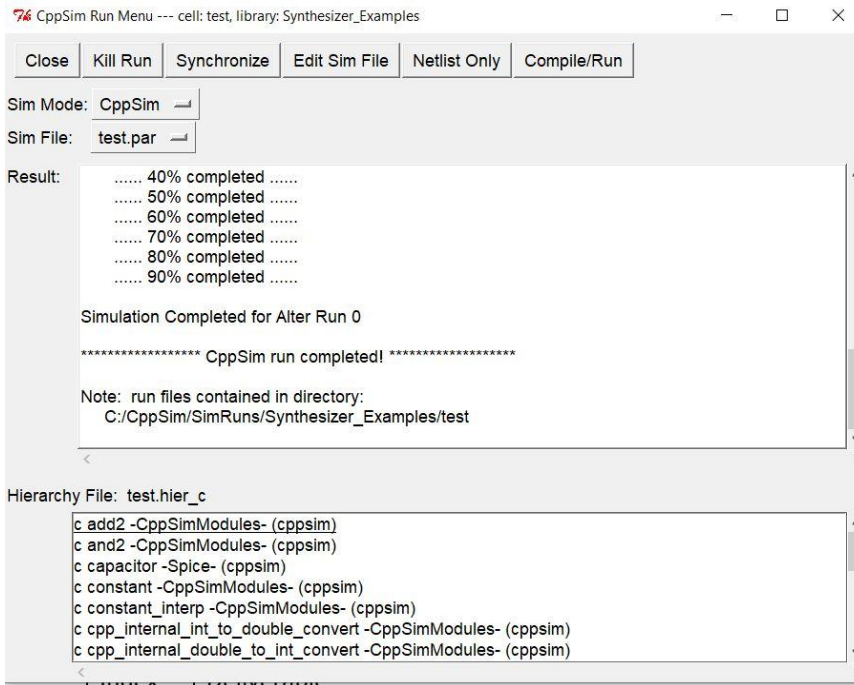 CppSim Run Menu --- cell: test, library: Synthesizer_Examples
Close Kill Run Synchronize Edit Sim File Netlist Only Compile/Run
Sim Mode: CppSim
Sim File: test.par
Result: ...... 40% completed ......
...... 50% completed ......
...... 60% completed ......
...... 70% completed ......
...... 80% completed ......
...... 90% completed ......
Simulation Completed for Alter Run 0
****************** CppSim run completed! *******************
Note: run files contained in directory:
C:/CppSim/SimRuns/Synthesizer_Examples/test
Hierarchy File: test.hier_c
c add2 -CppSimModules- (cppsim)
c and2 -CppSimModules- (cppsim)
c capacitor -Spice- (cppsim)
c constant -CppSimModules- (cppsim)
c constant_interp -CppSimModules- (cppsim)
c cpp_internal_int_to_double_convert -CppSimModules- (cppsim)
c cpp_internal_double_to_int_convert -CppSimModules- (cppsim)